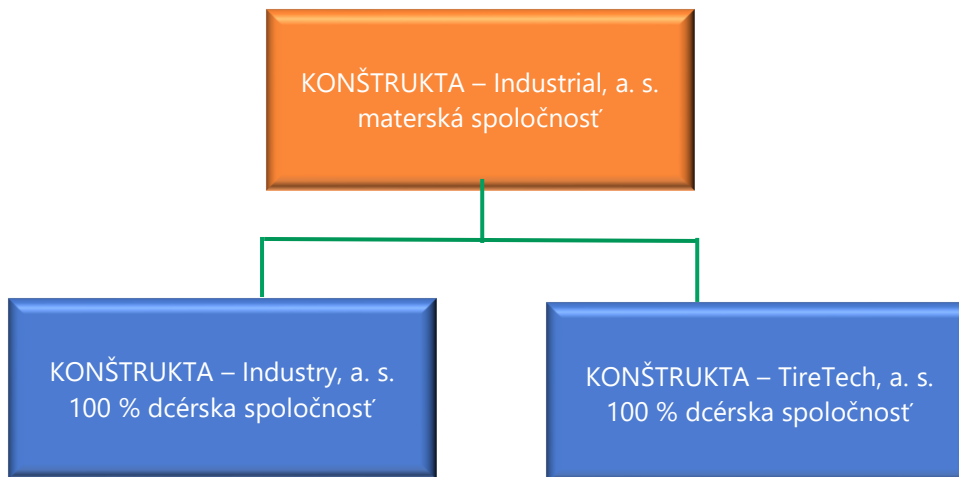 KONŠTRUKTA – Industrial, a. s.
materská spoločnosť
KONŠTRUKTA – Industry, a. s.
100 % dcérska spoločnosť
KONŠTRUKTA – TireTech, a. s.
100 % dcérska spoločnosť